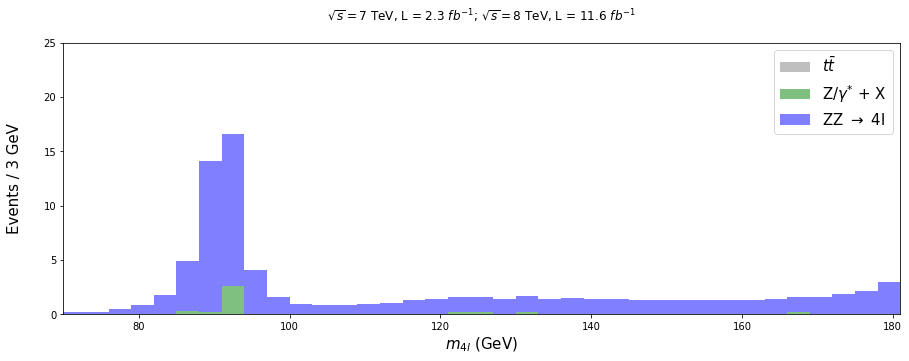 √s = 7 TeV, L = 2.3 fb⁻¹; √s = 8 TeV, L = 11.6 fb⁻¹
25
20
15
10
5
0
Events / 3 GeV
tt̄
Z/γ* + X
ZZ → 4l
80
100
120
140
160
180
m₄ₗ (GeV)